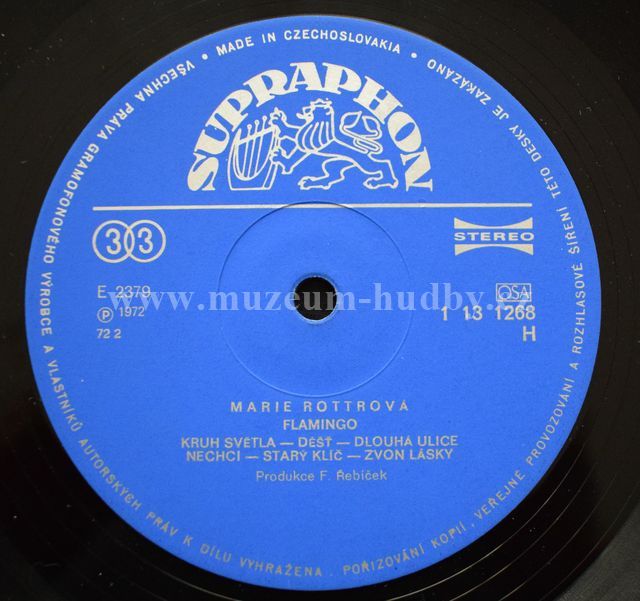 VŠECHNA PRÁVA GRAMOFONOVÉHO VÝROBCE A VLASTNÍKŮ AUTORSKÝCH PRÁV K DÍLU VYHRAŽENA. POŘIZOVÁNÍ KOPIÍ, VEŘEJNÉ PROVOZOVÁNÍ A ROZHLASOVÉ ŠÍŘENÍ TÉTO DESKY JE ZAKÁZÁNO • MADE IN CZECHOSLOVAKIA •
SUPRAPHON
33
STEREO
E 2379
℗ 1972
72 2
OSA
1 13 1268
H
www.muzeum-hudby.
MARIE ROTTROVÁ
FLAMINGO
KRUH SVĚTLA — DÉŠŤ — DLOUHÁ ULICE
NECHCI — STARÝ KLÍČ — ZVON LÁSKY
Produkce F. Řebíček